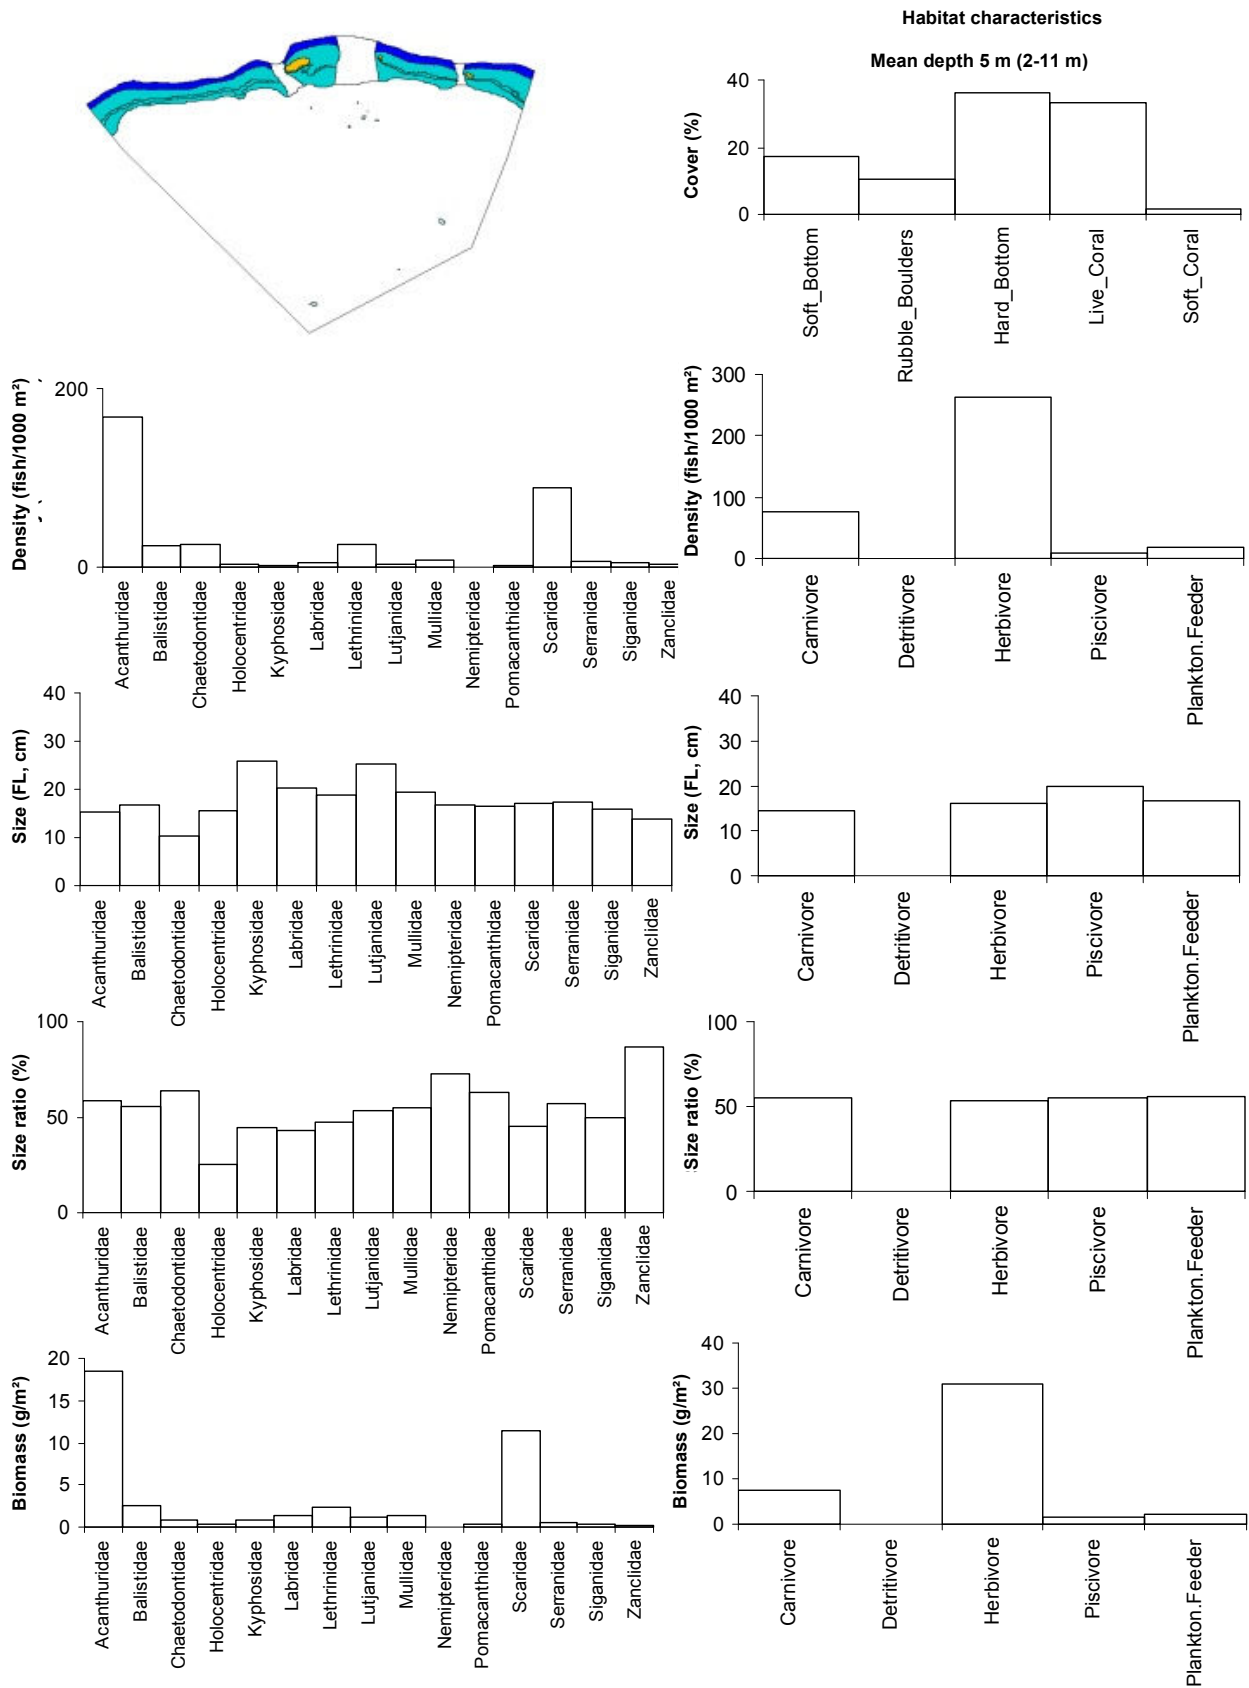 Habitat characteristics
Mean depth 5 m (2-11 m)
Cover (%)
40
20
0
Soft_Bottom
Rubble_Boulders
Hard_Bottom
Live_Coral
Soft_Coral
Density (fish/1000 m²)
200
0
Acanthuridae
Balistidae
Chaetodontidae
Holocentridae
Kyphosidae
Labridae
Lethrinidae
Lutjanidae
Mullidae
Nemipteridae
Pomacanthidae
Scaridae
Serranidae
Siganidae
Zanclidae
Density (fish/1000 m²)
300
200
100
0
Carnivore
Detritivore
Herbivore
Piscivore
Plankton.Feeder
Size (FL, cm)
40
30
20
10
0
Acanthuridae
Balistidae
Chaetodontidae
Holocentridae
Kyphosidae
Labridae
Lethrinidae
Lutjanidae
Mullidae
Nemipteridae
Pomacanthidae
Scaridae
Serranidae
Siganidae
Zanclidae
Size (FL, cm)
40
30
20
10
0
Carnivore
Detritivore
Herbivore
Piscivore
Plankton.Feeder
Size ratio (%)
100
50
0
Acanthuridae
Balistidae
Chaetodontidae
Holocentridae
Kyphosidae
Labridae
Lethrinidae
Lutjanidae
Mullidae
Nemipteridae
Pomacanthidae
Scaridae
Serranidae
Siganidae
Zanclidae
Size ratio (%)
100
50
0
Carnivore
Detritivore
Herbivore
Piscivore
Plankton.Feeder
Biomass (g/m²)
20
15
10
5
0
Acanthuridae
Balistidae
Chaetodontidae
Holocentridae
Kyphosidae
Labridae
Lethrinidae
Lutjanidae
Mullidae
Nemipteridae
Pomacanthidae
Scaridae
Serranidae
Siganidae
Zanclidae
Biomass (g/m²)
40
30
20
10
0
Carnivore
Detritivore
Herbivore
Piscivore
Plankton.Feeder